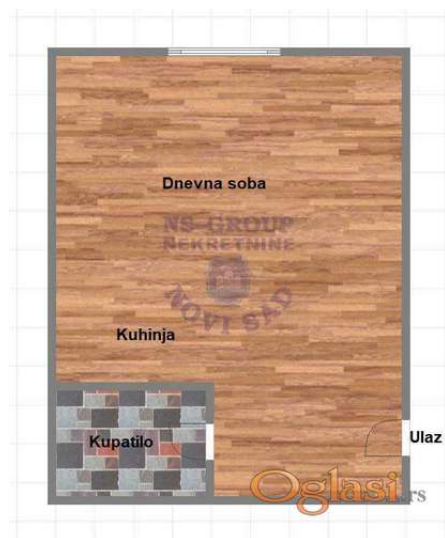 Dnevna soba
NS-GROUP
NEKRETNINE
NOVI SAD
Kuhinja
Kupatilo
Ulaz
Oglasi
rs